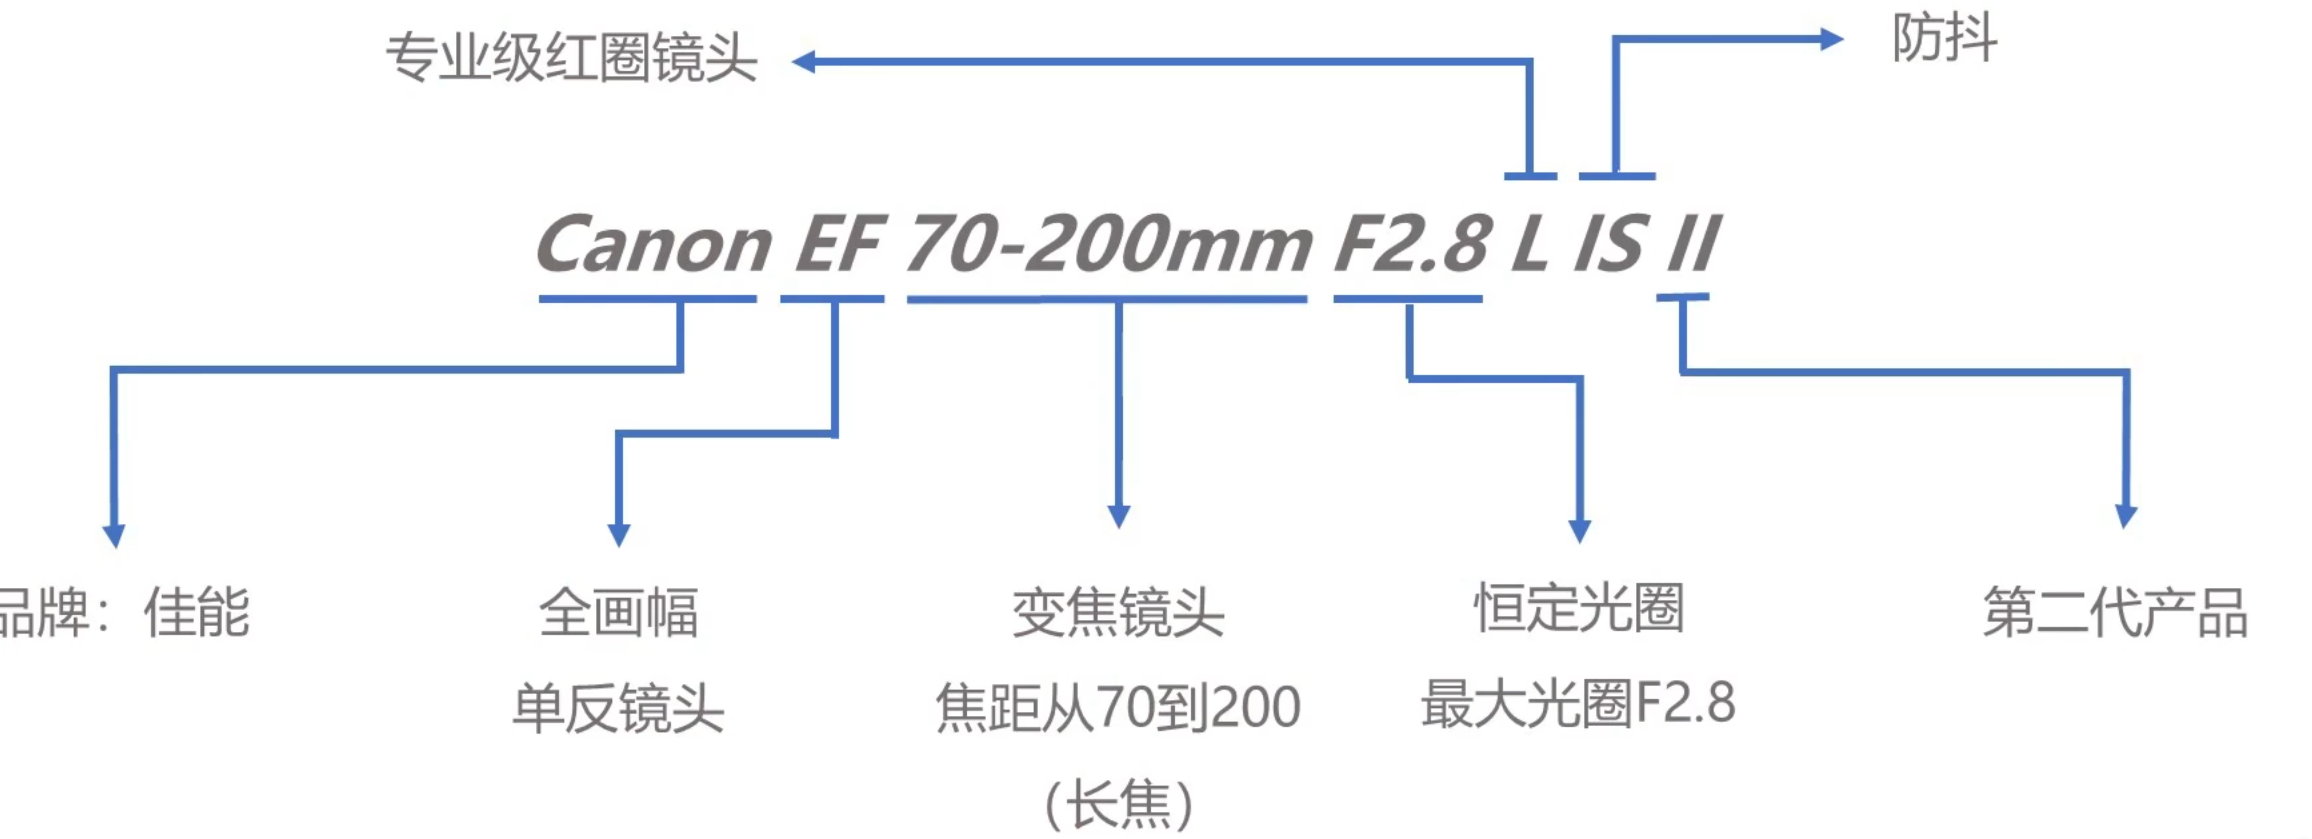 专业级红圈镜头
防抖
Canon EF 70-200mm F2.8 L IS II
品牌：佳能
全画幅
单反镜头
变焦镜头
焦距从70到200
（长焦）
恒定光圈
最大光圈F2.8
第二代产品